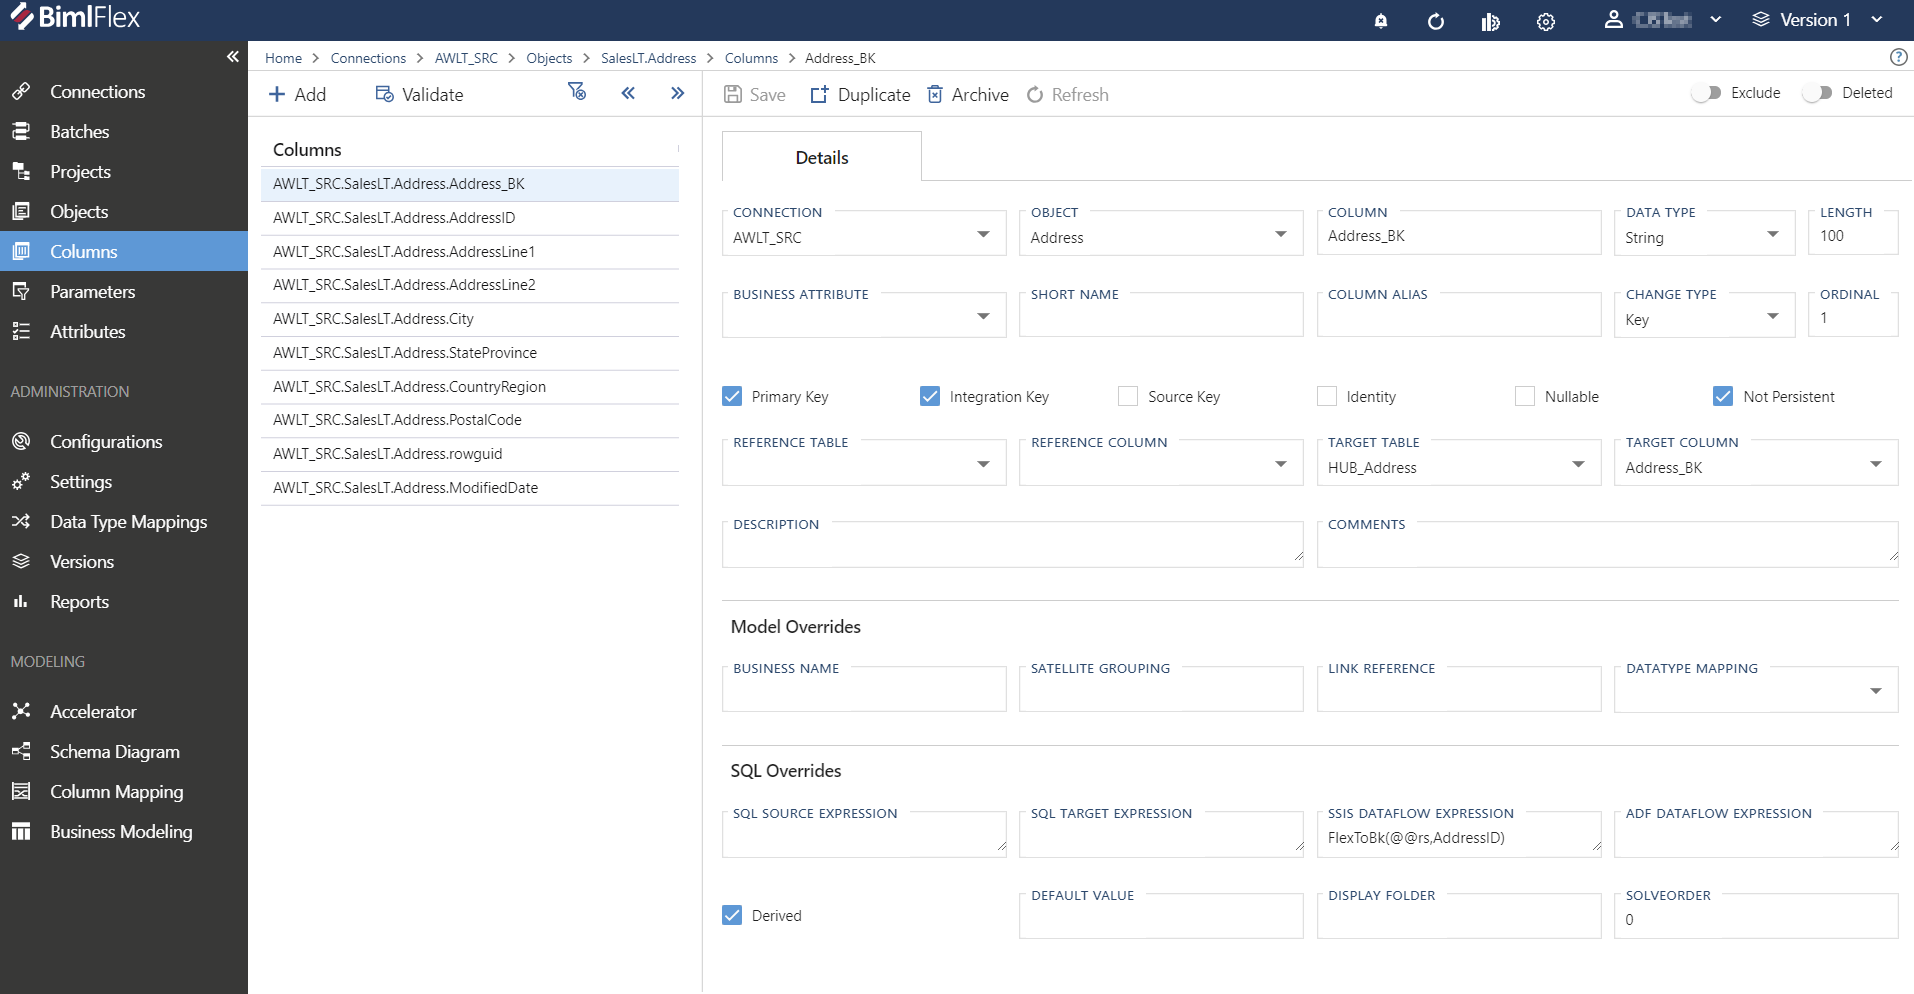 BimlFlex
Version 1
Home > Connections > AWLT_SRC > Objects > SalesLT.Address > Columns > Address_BK
Connections
Batches
Projects
Objects
Columns
Parameters
Attributes
ADMINISTRATION
Configurations
Settings
Data Type Mappings
Versions
Reports
MODELING
Accelerator
Schema Diagram
Column Mapping
Business Modeling
Add Validate
Columns
AWLT_SRC.SalesLT.Address.Address_BK
AWLT_SRC.SalesLT.Address.AddressID
AWLT_SRC.SalesLT.Address.AddressLine1
AWLT_SRC.SalesLT.Address.AddressLine2
AWLT_SRC.SalesLT.Address.City
AWLT_SRC.SalesLT.Address.StateProvince
AWLT_SRC.SalesLT.Address.CountryRegion
AWLT_SRC.SalesLT.Address.PostalCode
AWLT_SRC.SalesLT.Address.rowguid
AWLT_SRC.SalesLT.Address.ModifiedDate
Save Duplicate Archive Refresh Exclude Deleted
Details
CONNECTION OBJECT COLUMN DATA TYPE LENGTH
AWLT_SRC Address Address_BK String 100
BUSINESS ATTRIBUTE SHORT NAME COLUMN ALIAS CHANGE TYPE ORDINAL
Key 1
Primary Key Integration Key Source Key Identity Nullable Not Persistent
REFERENCE TABLE REFERENCE COLUMN TARGET TABLE TARGET COLUMN
HUB_Address Address_BK
DESCRIPTION COMMENTS
Model Overrides
BUSINESS NAME SATELLITE GROUPING LINK REFERENCE DATATYPE MAPPING
SQL Overrides
SQL SOURCE EXPRESSION SQL TARGET EXPRESSION SSIS DATAFLOW EXPRESSION ADF DATAFLOW EXPRESSION
FlexToBk(@@rs,AddressID)
Derived DEFAULT VALUE DISPLAY FOLDER SOLVEORDER
0